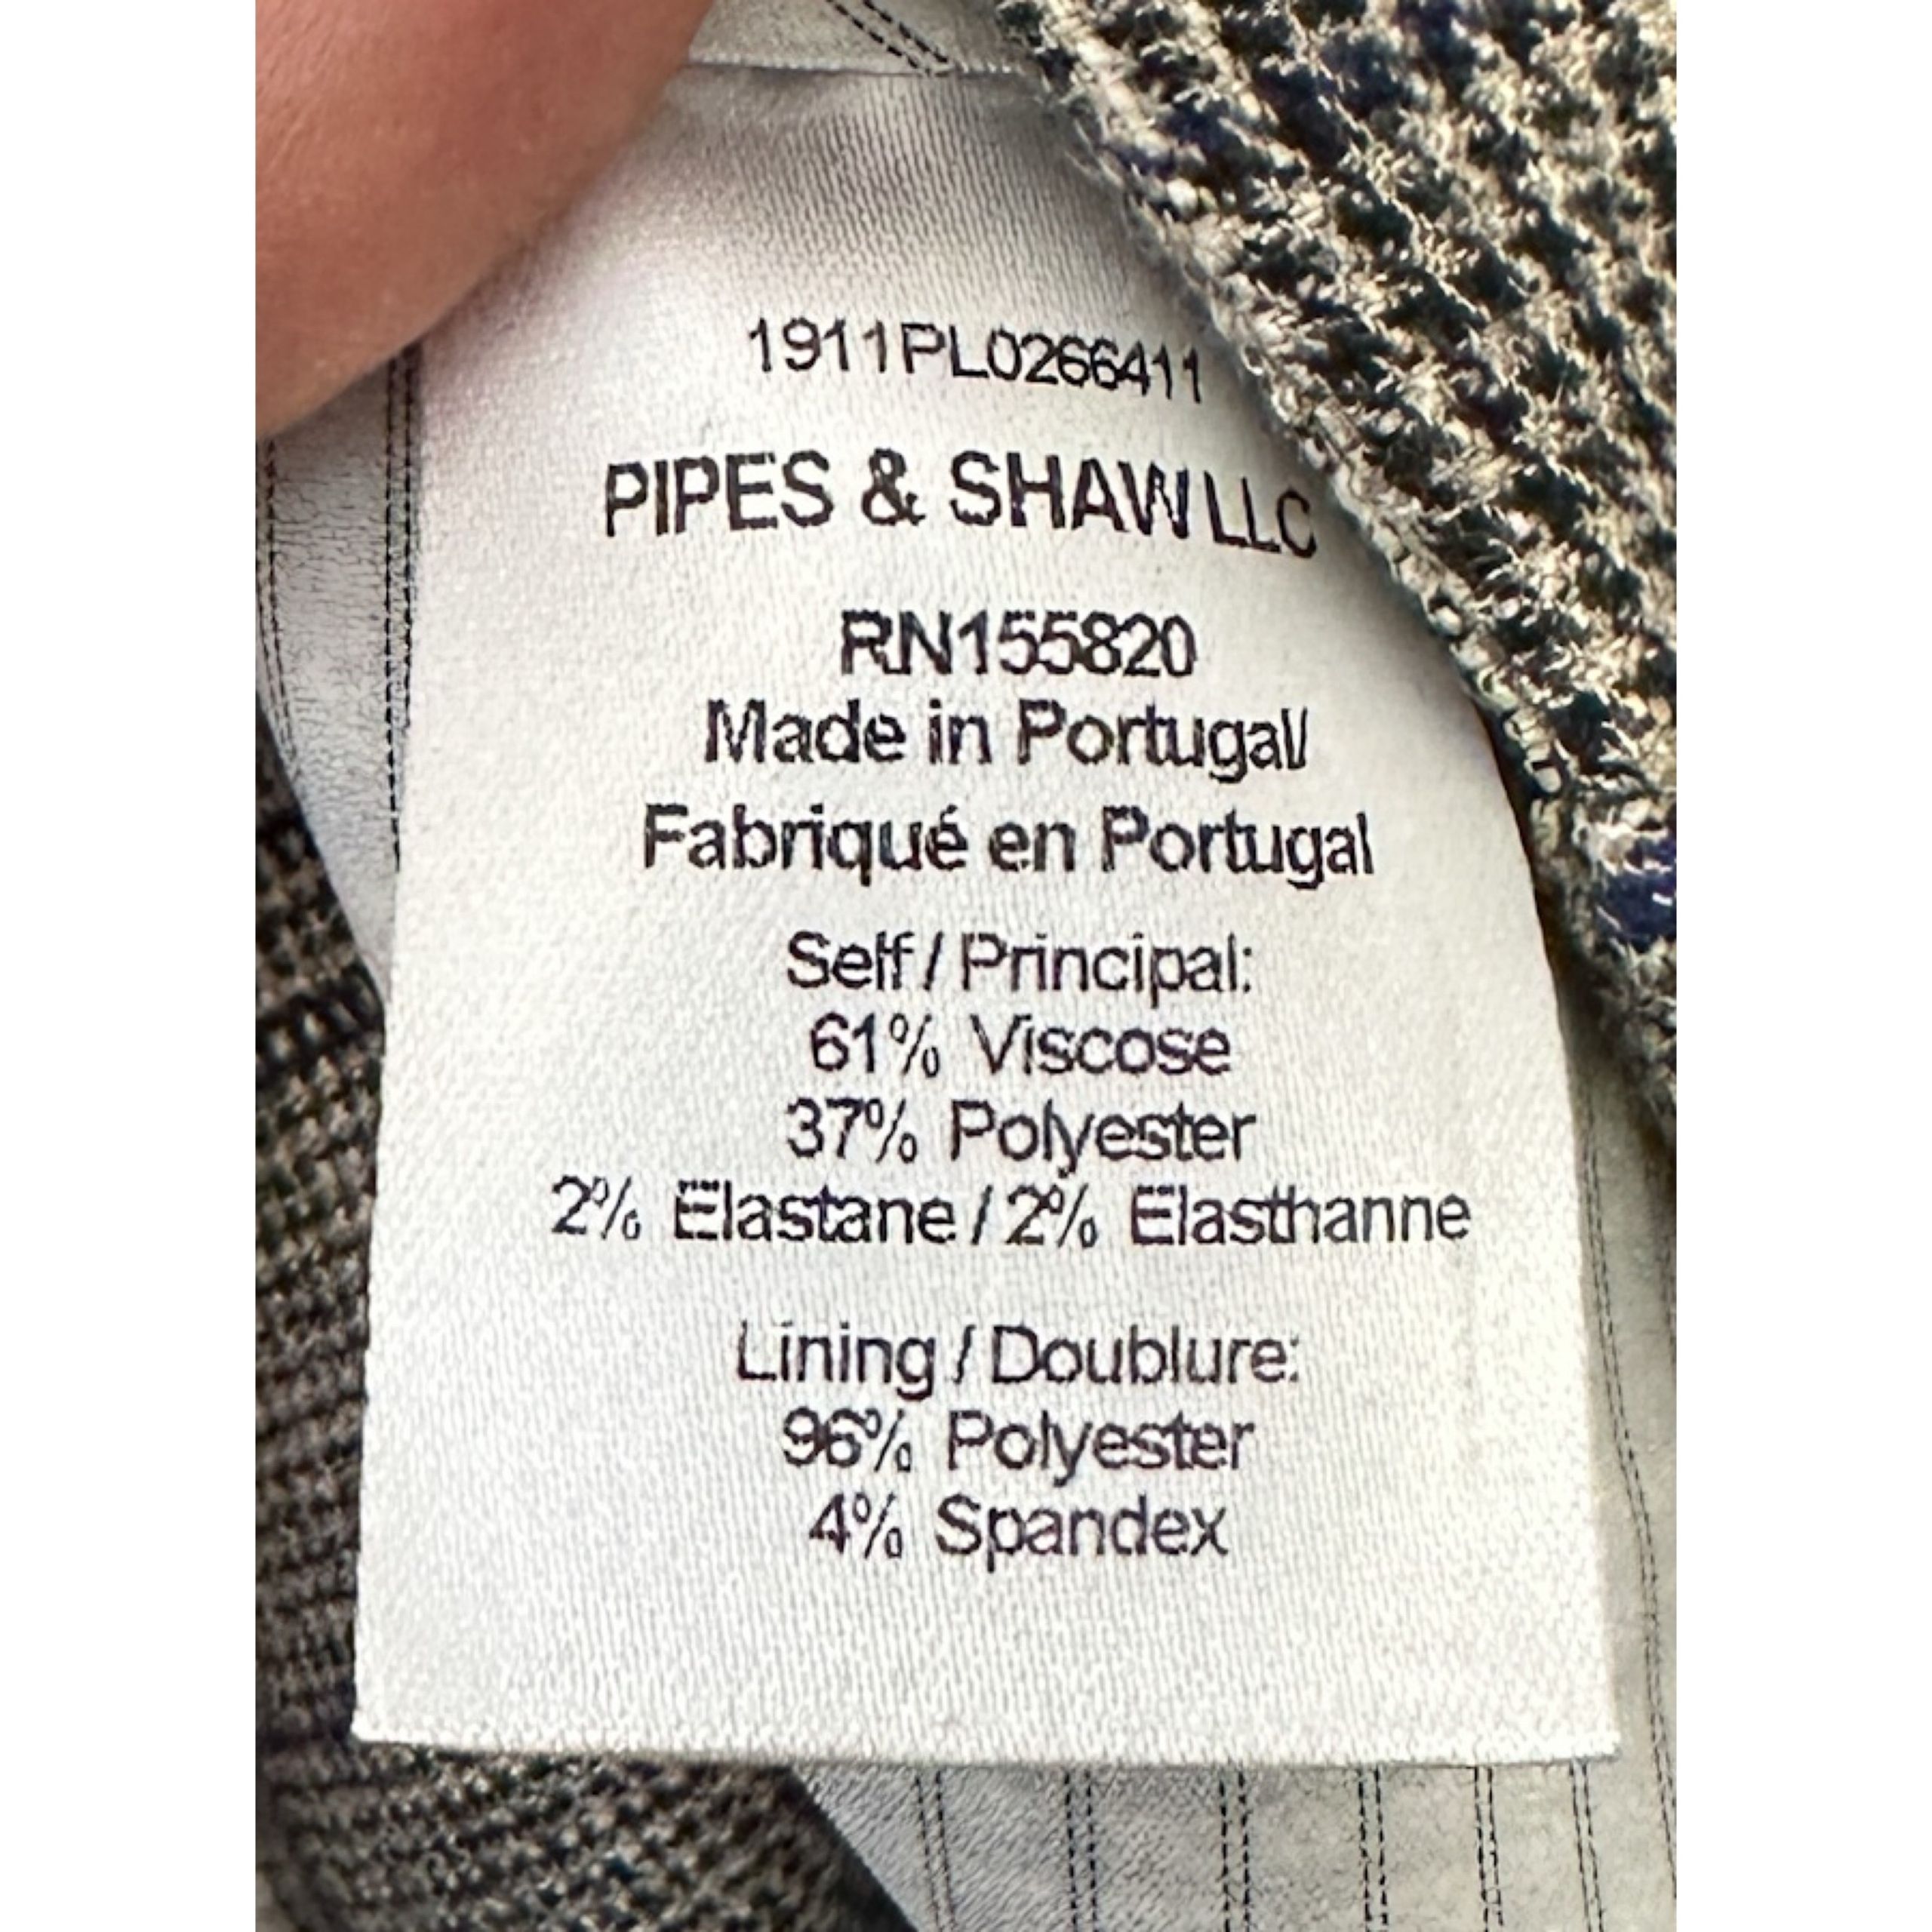 1911PL0266411
PIPES & SHAW LLC
RN155820
Made in Portugal/
Fabriqué en Portugal
Self / Principal:
61% Viscose
37% Polyester
2% Elastane / 2% Elasthanne
Lining / Doublure:
96% Polyester
4% Spandex